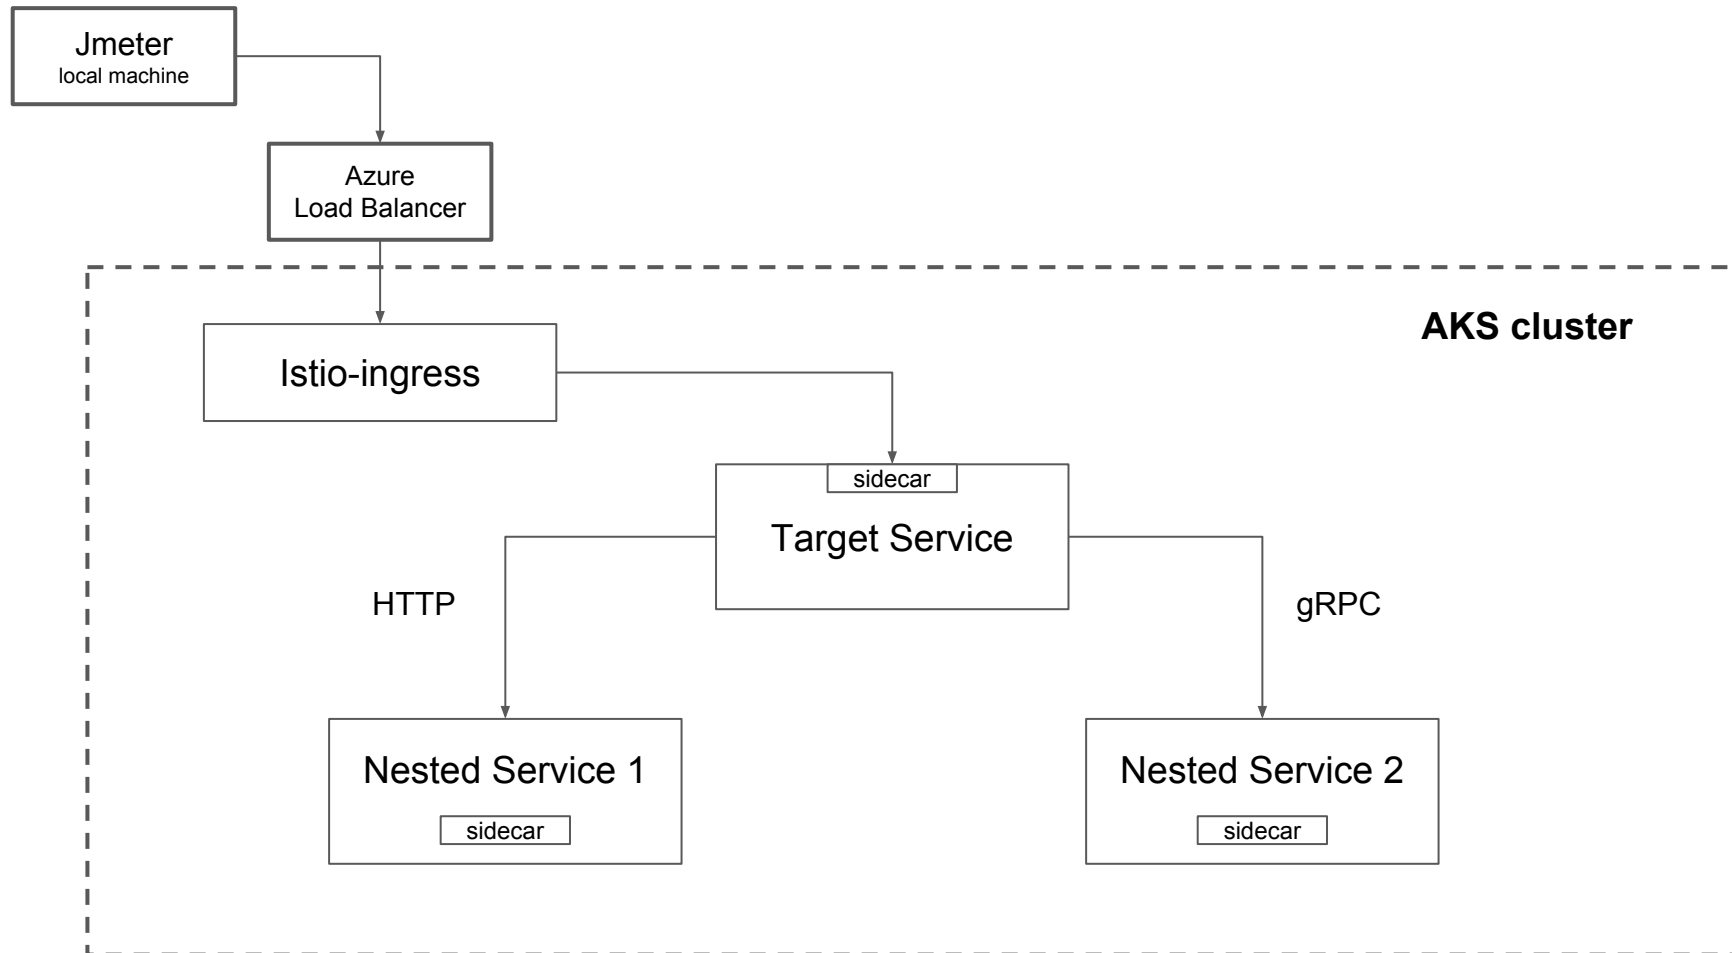 Jmeter
local machine
Azure
Load Balancer
AKS cluster
Istio-ingress
sidecar
Target Service
HTTP
gRPC
Nested Service 1
sidecar
Nested Service 2
sidecar